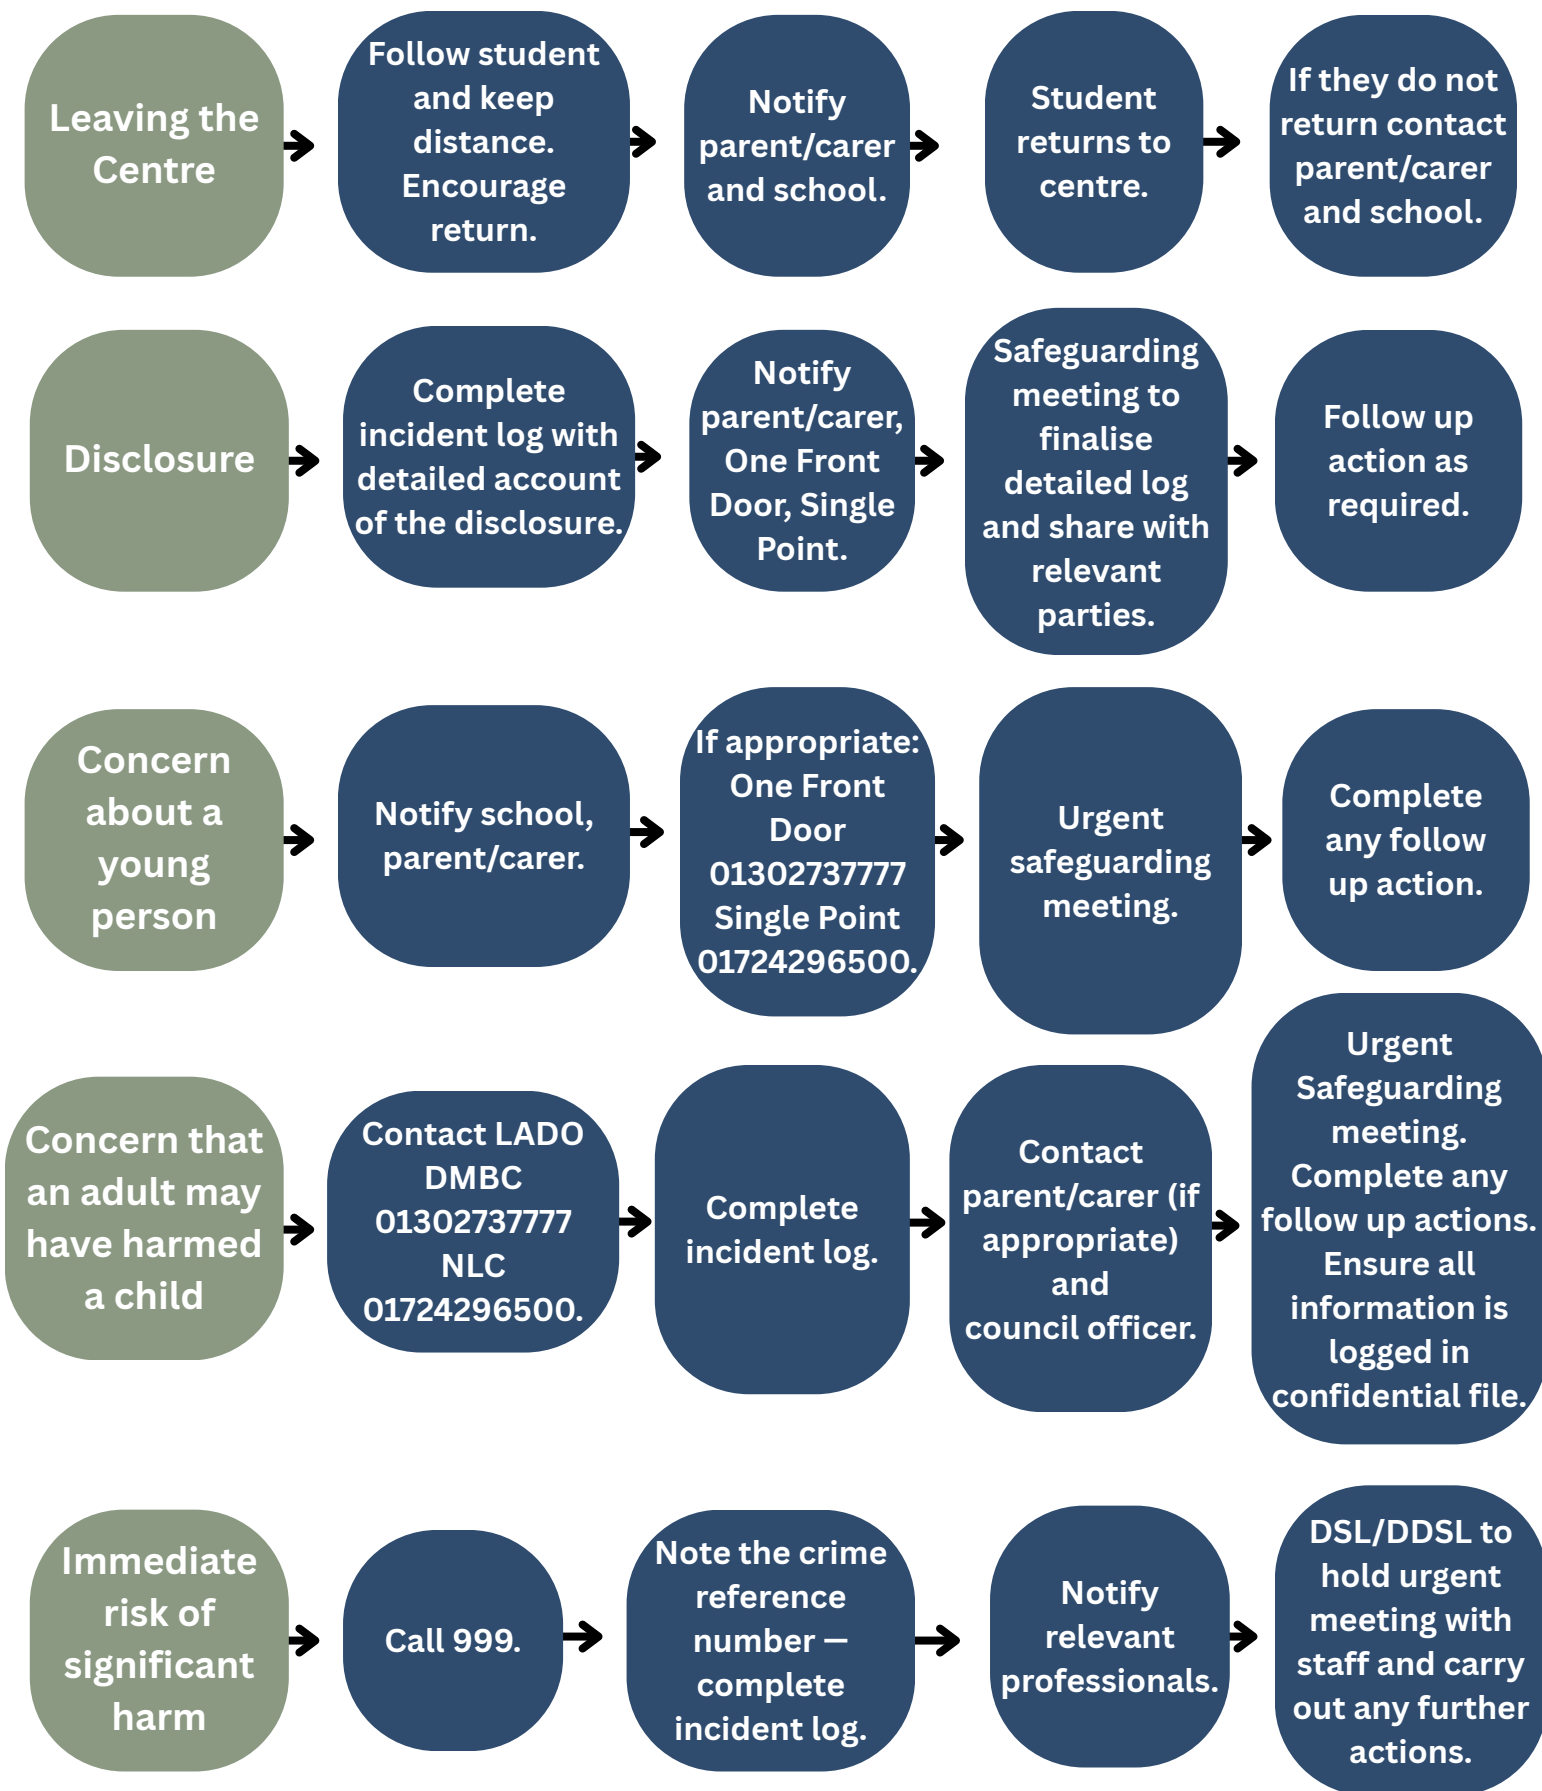 Leaving the
Centre
Follow student
and keep
distance.
Encourage
return.
Notify
parent/carer
and school.
Student
returns to
centre.
If they do not
return contact
parent/carer
and school.
Disclosure
Complete
incident log with
detailed account
of the disclosure.
Notify
parent/carer,
One Front
Door, Single
Point.
Safeguarding
meeting to
finalise
detailed log
and share with
relevant
parties.
Follow up
action as
required.
Concern
about a
young
person
Notify school,
parent/carer.
If appropriate:
One Front
Door
01302737777
Single Point
01724296500.
Urgent
safeguarding
meeting.
Complete
any follow
up action.
Concern that
an adult may
have harmed
a child
Contact LADO
DMBC
01302737777
NLC
01724296500.
Complete
incident log.
Contact
parent/carer (if
appropriate)
and
council officer.
Urgent
Safeguarding
meeting.
Complete any
follow up actions.
Ensure all
information is
logged in
confidential file.
Immediate
risk of
significant
harm
Call 999.
Note the crime
reference
number —
complete
incident log.
Notify
relevant
professionals.
DSL/DDSL to
hold urgent
meeting with
staff and carry
out any further
actions.